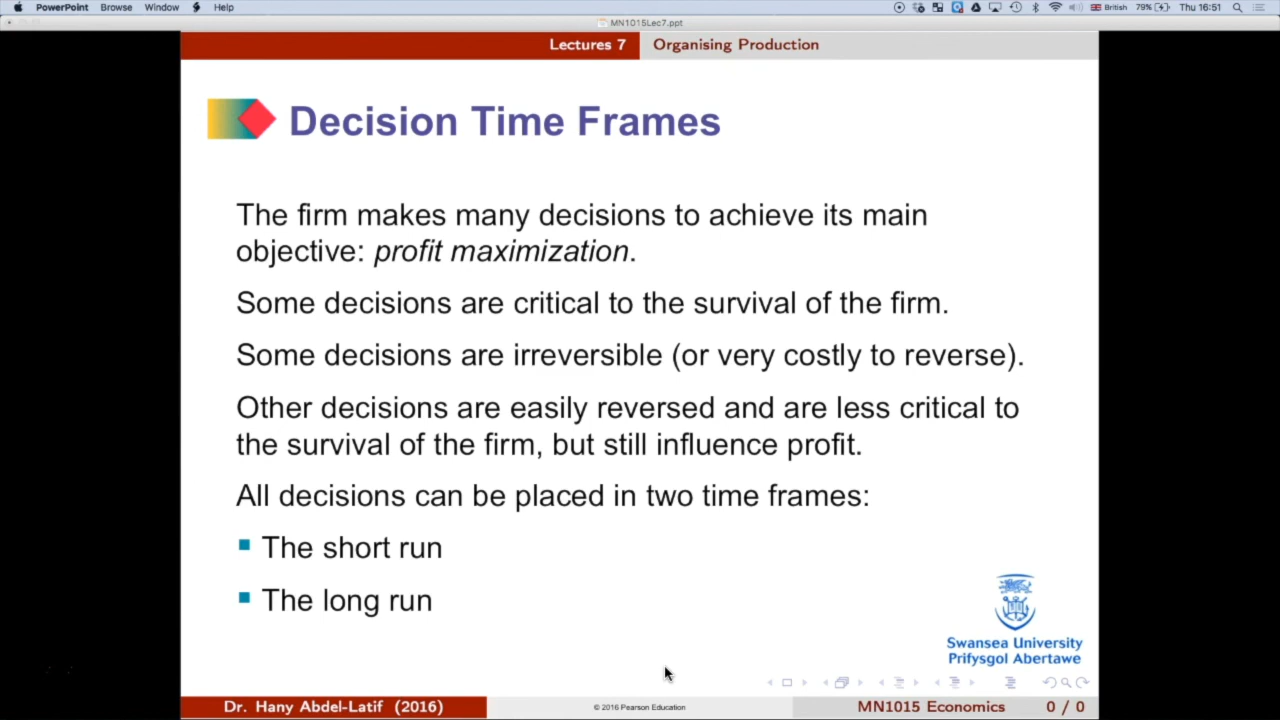 PowerPoint Browse Window Help British 79% Thu 16:51
MN1015Lec7.ppt
Lectures 7 Organising Production
Decision Time Frames
The firm makes many decisions to achieve its main
objective: profit maximization.
Some decisions are critical to the survival of the firm.
Some decisions are irreversible (or very costly to reverse).
Other decisions are easily reversed and are less critical to
the survival of the firm, but still influence profit.
All decisions can be placed in two time frames:
The short run
The long run
Swansea University
Prifysgol Abertawe
Dr. Hany Abdel-Latif (2016) © 2016 Pearson Education MN1015 Economics 0 / 0